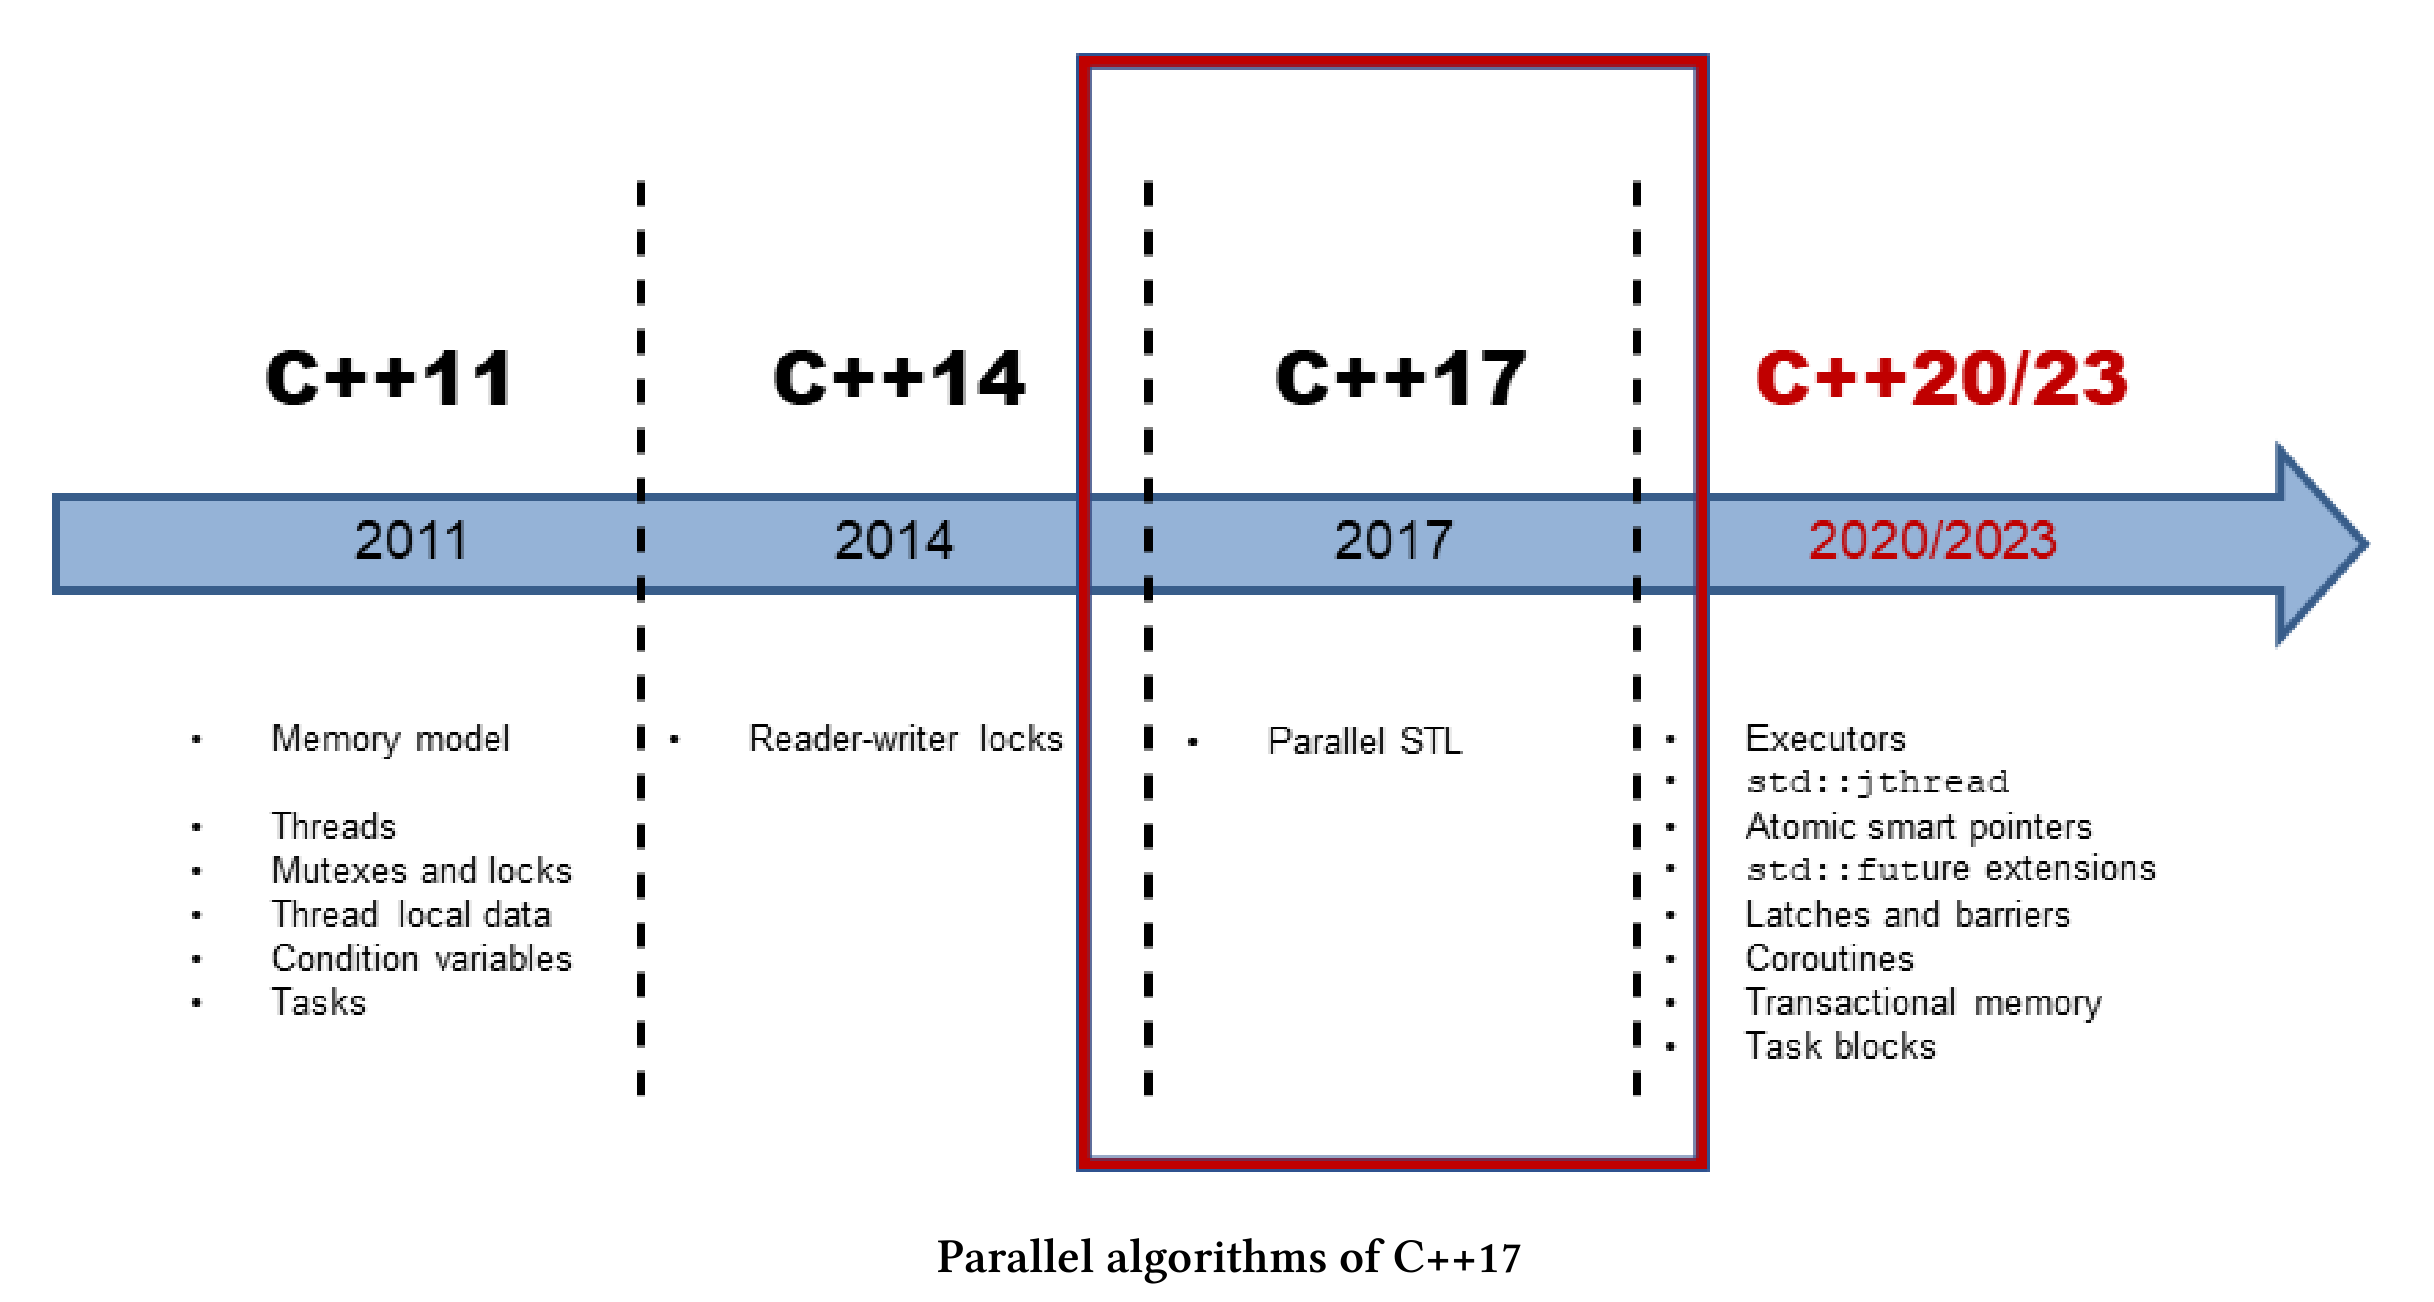 C++11
C++14
C++17
C++20/23
2011
2014
2017
2020/2023
• Memory model
• Threads
• Mutexes and locks
• Thread local data
• Condition variables
• Tasks
• Reader-writer locks
• Parallel STL
• Executors
• std::jthread
• Atomic smart pointers
• std::future extensions
• Latches and barriers
• Coroutines
• Transactional memory
• Task blocks
Parallel algorithms of C++17